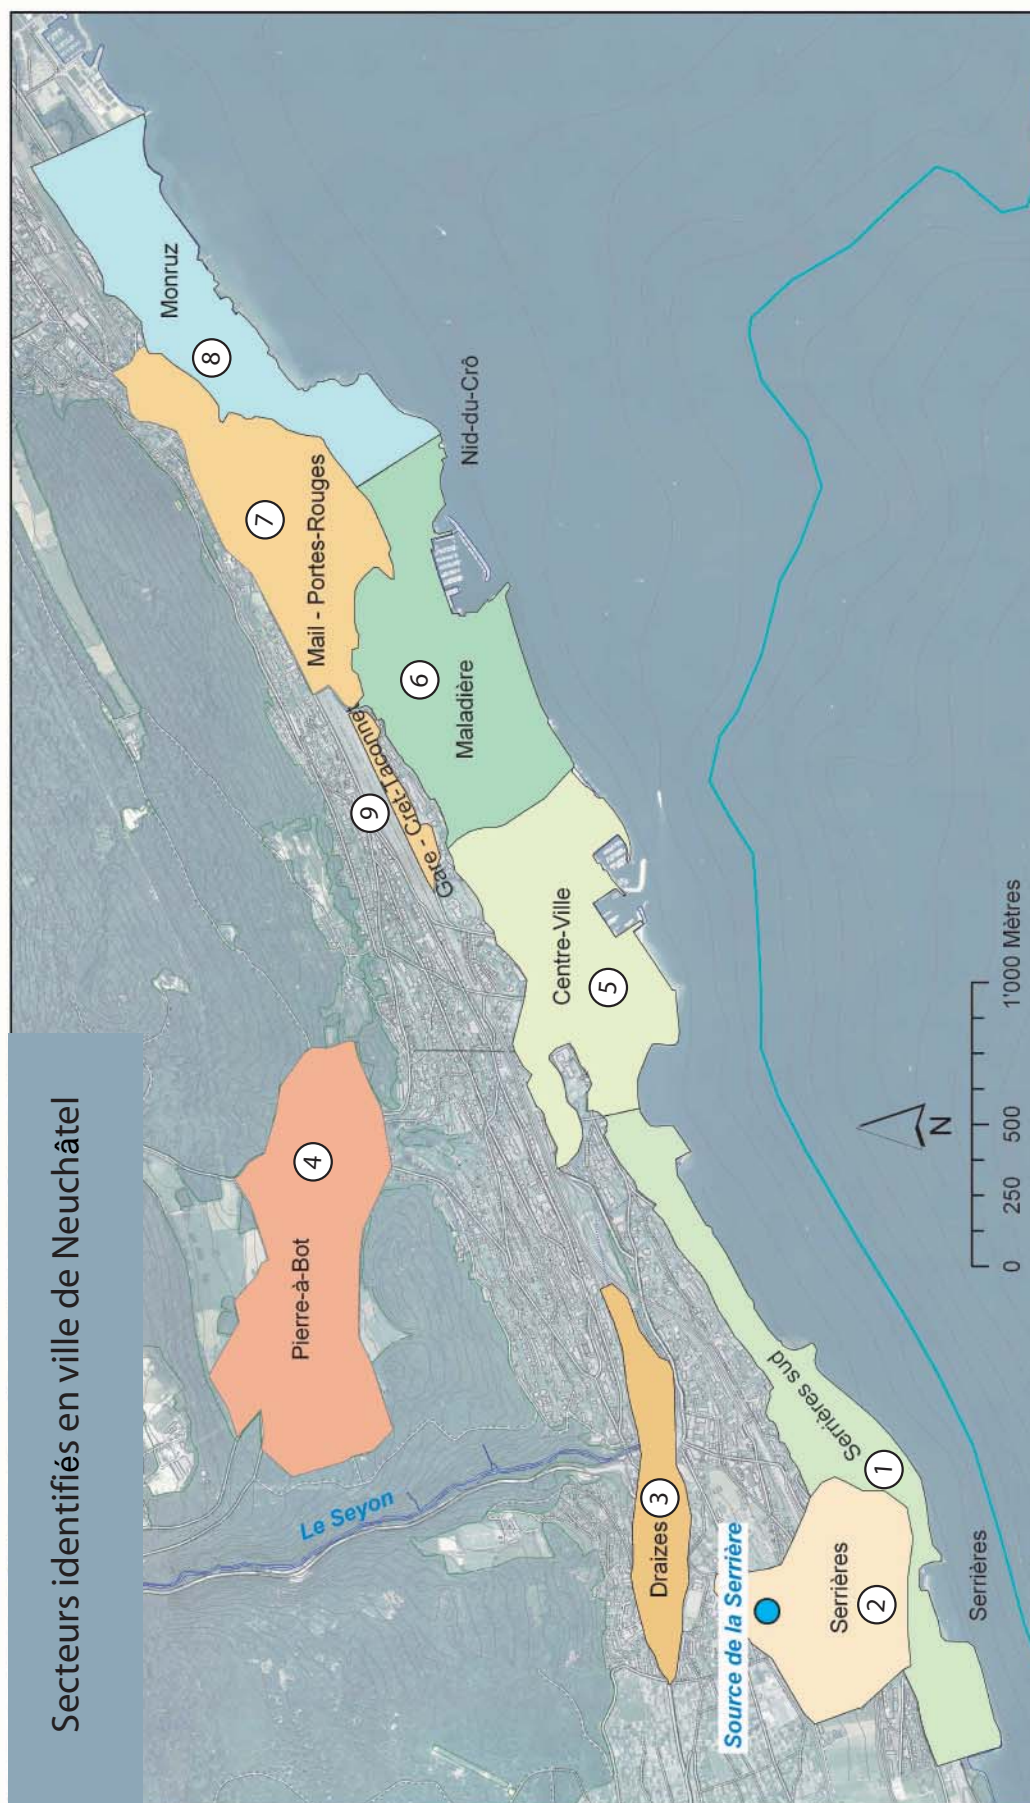 Secteurs identifiés en ville de Neuchâtel
Monruz
8
7
Mail - Portes-Rouges
Nid-du-Crô
6
Maladière
9
Gare - Crêt-Taconnet
Centre-Ville
5
4
Pierre-à-Bot
Le Seyon
3
Draizes
Serrières sud
1
Source de la Serrière
Serrières
2
Serrières
N
0 250 500 1'000 Mètres